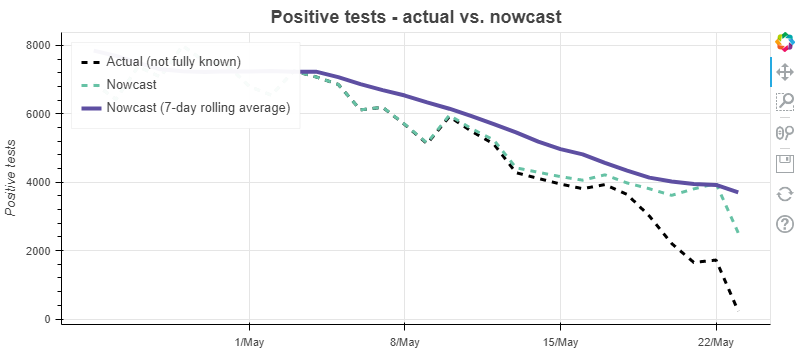 Positive tests - actual vs. nowcast
8000
6000
4000
2000
0
Positive tests
Actual (not fully known)
Nowcast
Nowcast (7-day rolling average)
1/May
8/May
15/May
22/May